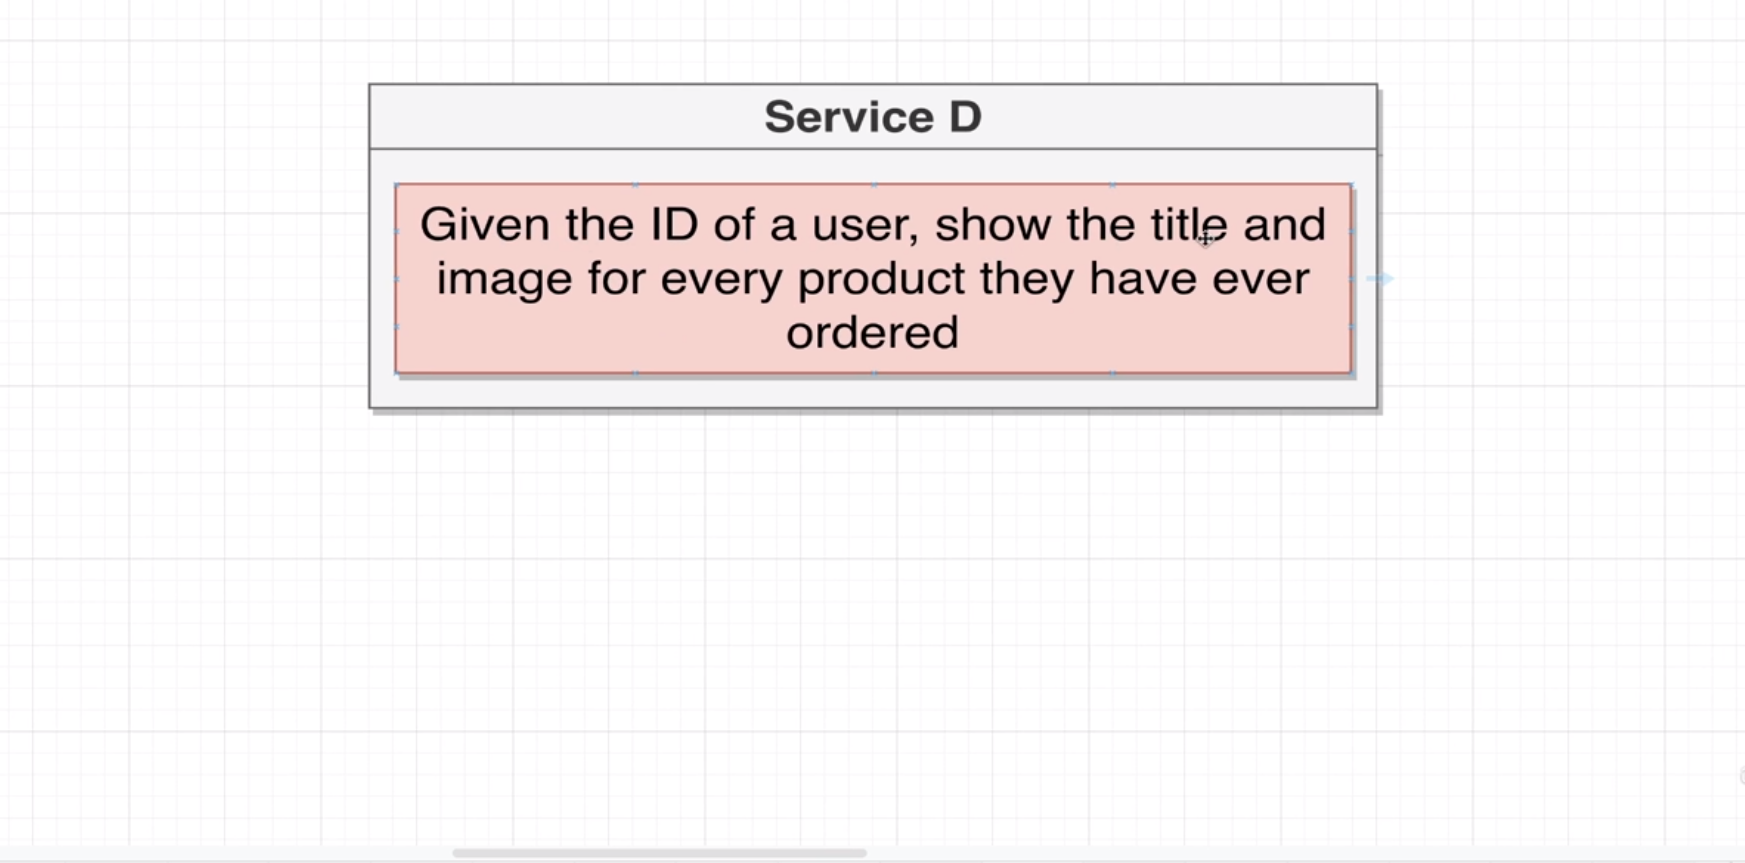 Service D
Given the ID of a user, show the title and
image for every product they have ever
ordered